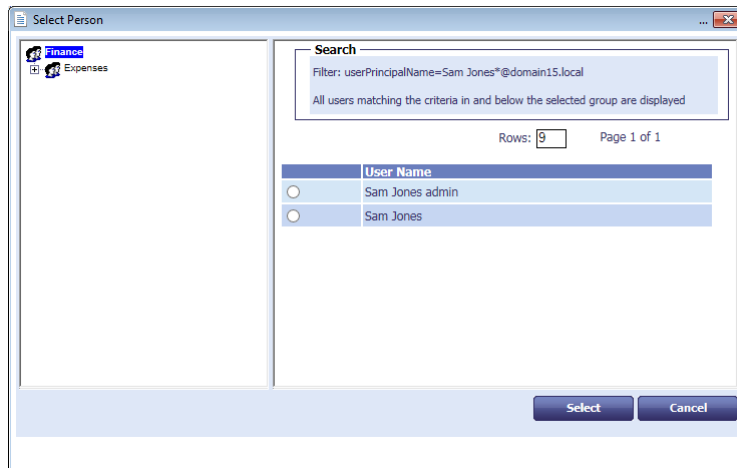 Select Person
...
Finance
Expenses
Search
Filter: userPrincipalName=Sam Jones*@domain15.local
All users matching the criteria in and below the selected group are displayed
Rows: 9 Page 1 of 1
User Name
Sam Jones admin
Sam Jones
Select Cancel